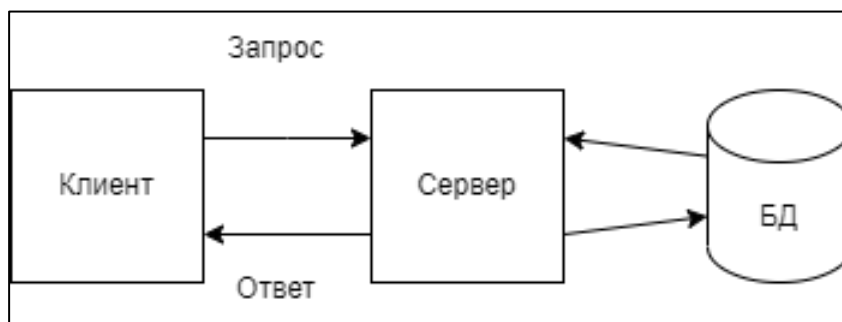 Запрос
Клиент
Сервер
БД
Ответ